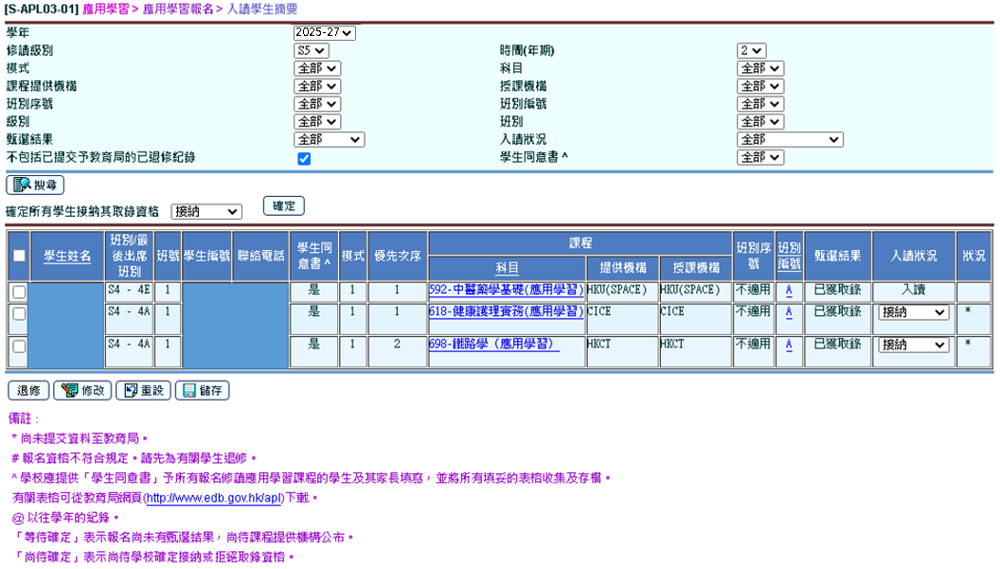 [S-APL03-01] 應用學習> 應用學習報名> 入讀學生摘要
學年 2025-27
修讀級別 S5 時間(年期) 2
模式 全部 科目 全部
課程提供機構 全部 授課機構 全部
班別序號 全部 班別編號 全部
級別 全部 班別 全部
甄選結果 全部 入讀狀況 全部
不包括已提交予教育局的已退修紀錄 學生同意書 ^ 全部
搜尋
確定所有學生接納其取錄資格 接納 確定
學生姓名 班別/最後出席班別 班號 學生編號 聯絡電話 學生同意書 ^ 模式 優先次序 課程 班別序號 班別編號 甄選結果 入讀狀況 狀況
科目 提供機構 授課機構
S4 - 4E 1 是 1 1 592-中醫藥學基礎(應用學習) HKU(SPACE) HKU(SPACE) 不適用 A 已獲取錄 入讀
S4 - 4A 1 是 1 1 618-健康護理實務(應用學習) CICE CICE 不適用 A 已獲取錄 接納 *
S4 - 4A 1 是 1 2 698-鐵路學（應用學習） HKCT HKCT 不適用 A 已獲取錄 接納 *
退修 修改 重設 儲存
備註：
* 尚未提交資料至教育局。
# 報名資格不符合規定。請先為有關學生退修。
^ 學校應提供「學生同意書」予所有報名修讀應用學習課程的學生及其家長填寫，並將所有填妥的表格收集及存檔。
有關表格可從教育局網頁(http://www.edb.gov.hk/apl)下載。
@ 以往學年的紀錄。
「等待確定」表示報名尚未有甄選結果，尚待課程提供機構公布。
「尚待確定」表示尚待學校確定接納或拒絕取錄資格。